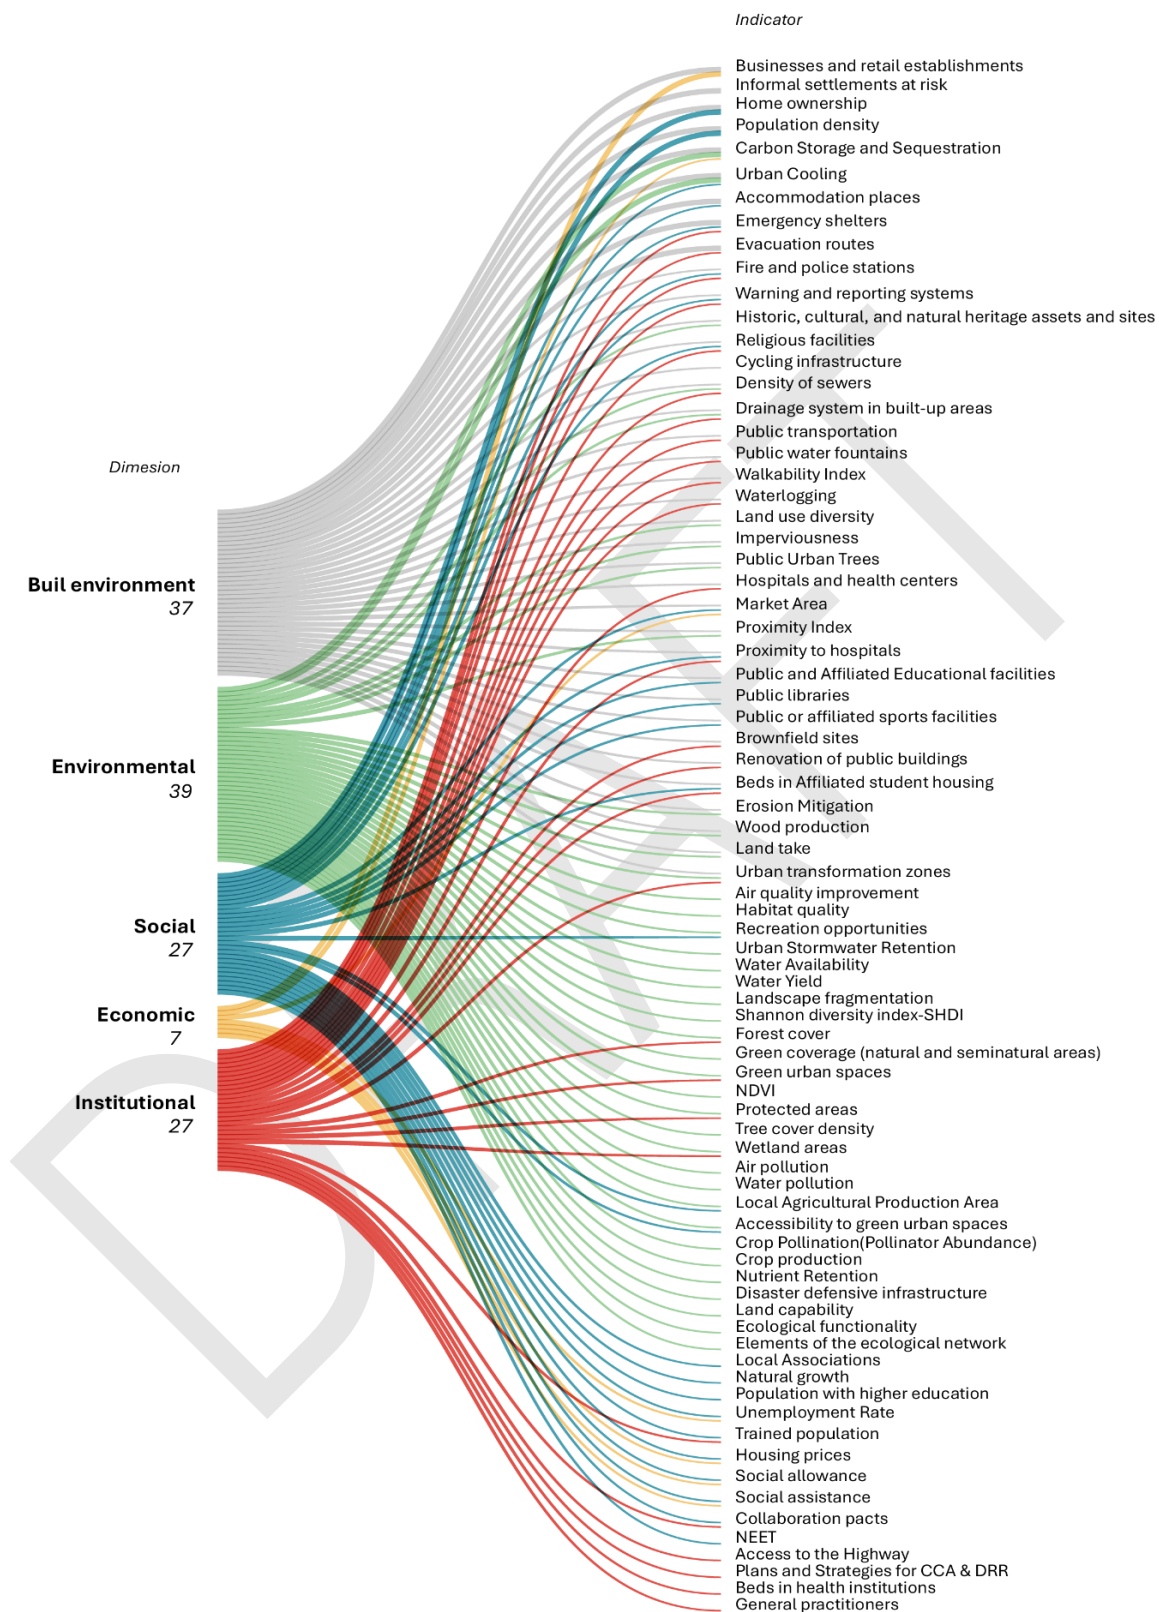 Indicator
Businesses and retail establishments
Informal settlements at risk
Home ownership
Population density
Carbon Storage and Sequestration
Urban Cooling
Accommodation places
Emergency shelters
Evacuation routes
Fire and police stations
Warning and reporting systems
Historic, cultural, and natural heritage assets and sites
Religious facilities
Cycling infrastructure
Density of sewers
Drainage system in built-up areas
Public transportation
Public water fountains
Walkability Index
Waterlogging
Land use diversity
Imperviousness
Public Urban Trees
Hospitals and health centers
Market Area
Proximity Index
Proximity to hospitals
Public and Affiliated Educational facilities
Public libraries
Public or affiliated sports facilities
Brownfield sites
Renovation of public buildings
Beds in Affiliated student housing
Erosion Mitigation
Wood production
Land take
Urban transformation zones
Air quality improvement
Habitat quality
Recreation opportunities
Urban Stormwater Retention
Water Availability
Water Yield
Landscape fragmentation
Shannon diversity index-SHDI
Forest cover
Green coverage (natural and seminatural areas)
Green urban spaces
NDVI
Protected areas
Tree cover density
Wetland areas
Air pollution
Water pollution
Local Agricultural Production Area
Accessibility to green urban spaces
Crop Pollination(Pollinator Abundance)
Crop production
Nutrient Retention
Disaster defensive infrastructure
Land capability
Ecological functionality
Elements of the ecological network
Local Associations
Natural growth
Population with higher education
Unemployment Rate
Trained population
Housing prices
Social allowance
Social assistance
Collaboration pacts
NEET
Access to the Highway
Plans and Strategies for CCA & DRR
Beds in health institutions
General practitioners
Dimesion
Buil environment
37
Environmental
39
Social
27
Economic
7
Institutional
27
DRAFT